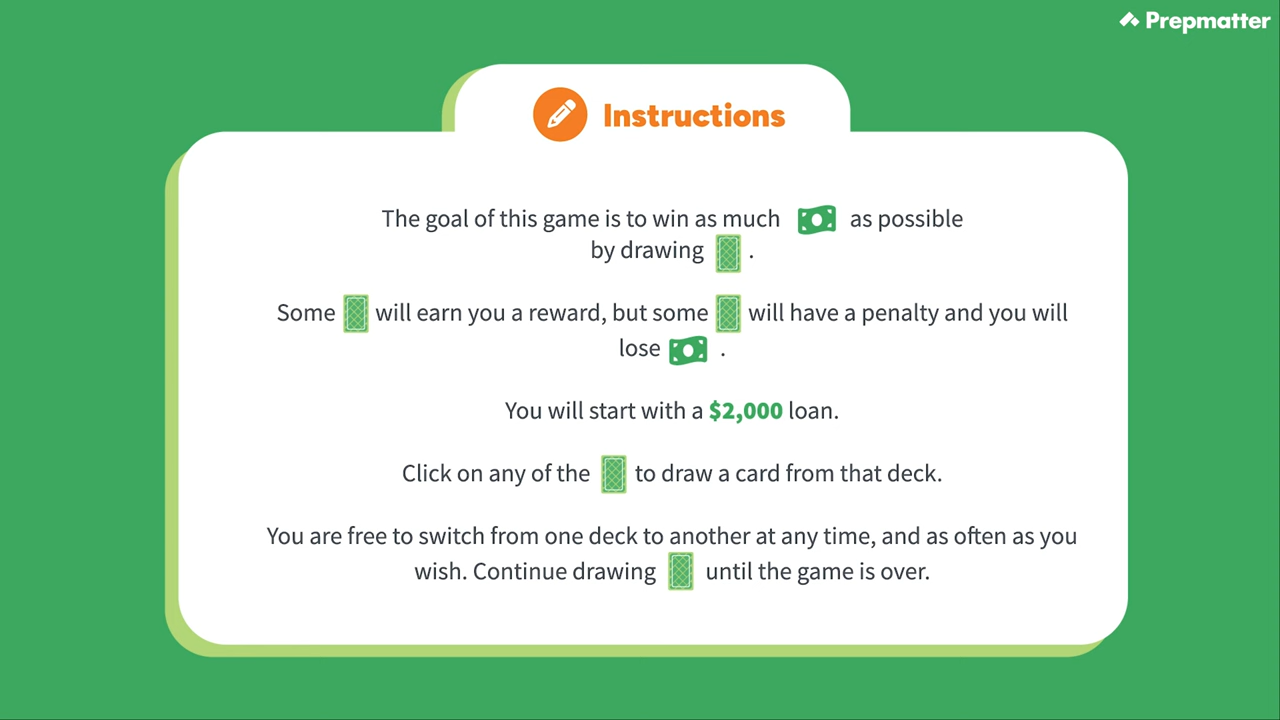 Prepmatter
Instructions
The goal of this game is to win as much as possible
by drawing .
Some will earn you a reward, but some will have a penalty and you will
lose .
You will start with a $2,000 loan.
Click on any of the to draw a card from that deck.
You are free to switch from one deck to another at any time, and as often as you
wish. Continue drawing until the game is over.